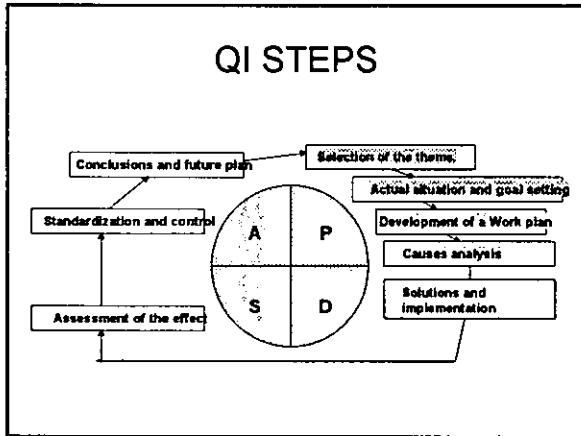 QI STEPS
Conclusions and future plan
Selection of the theme.
Actual situation and goal setting
Standardization and control
A
P
Development of a Work plan
Causes analysis
S
D
Solutions and
implementation
Assessment of the effect